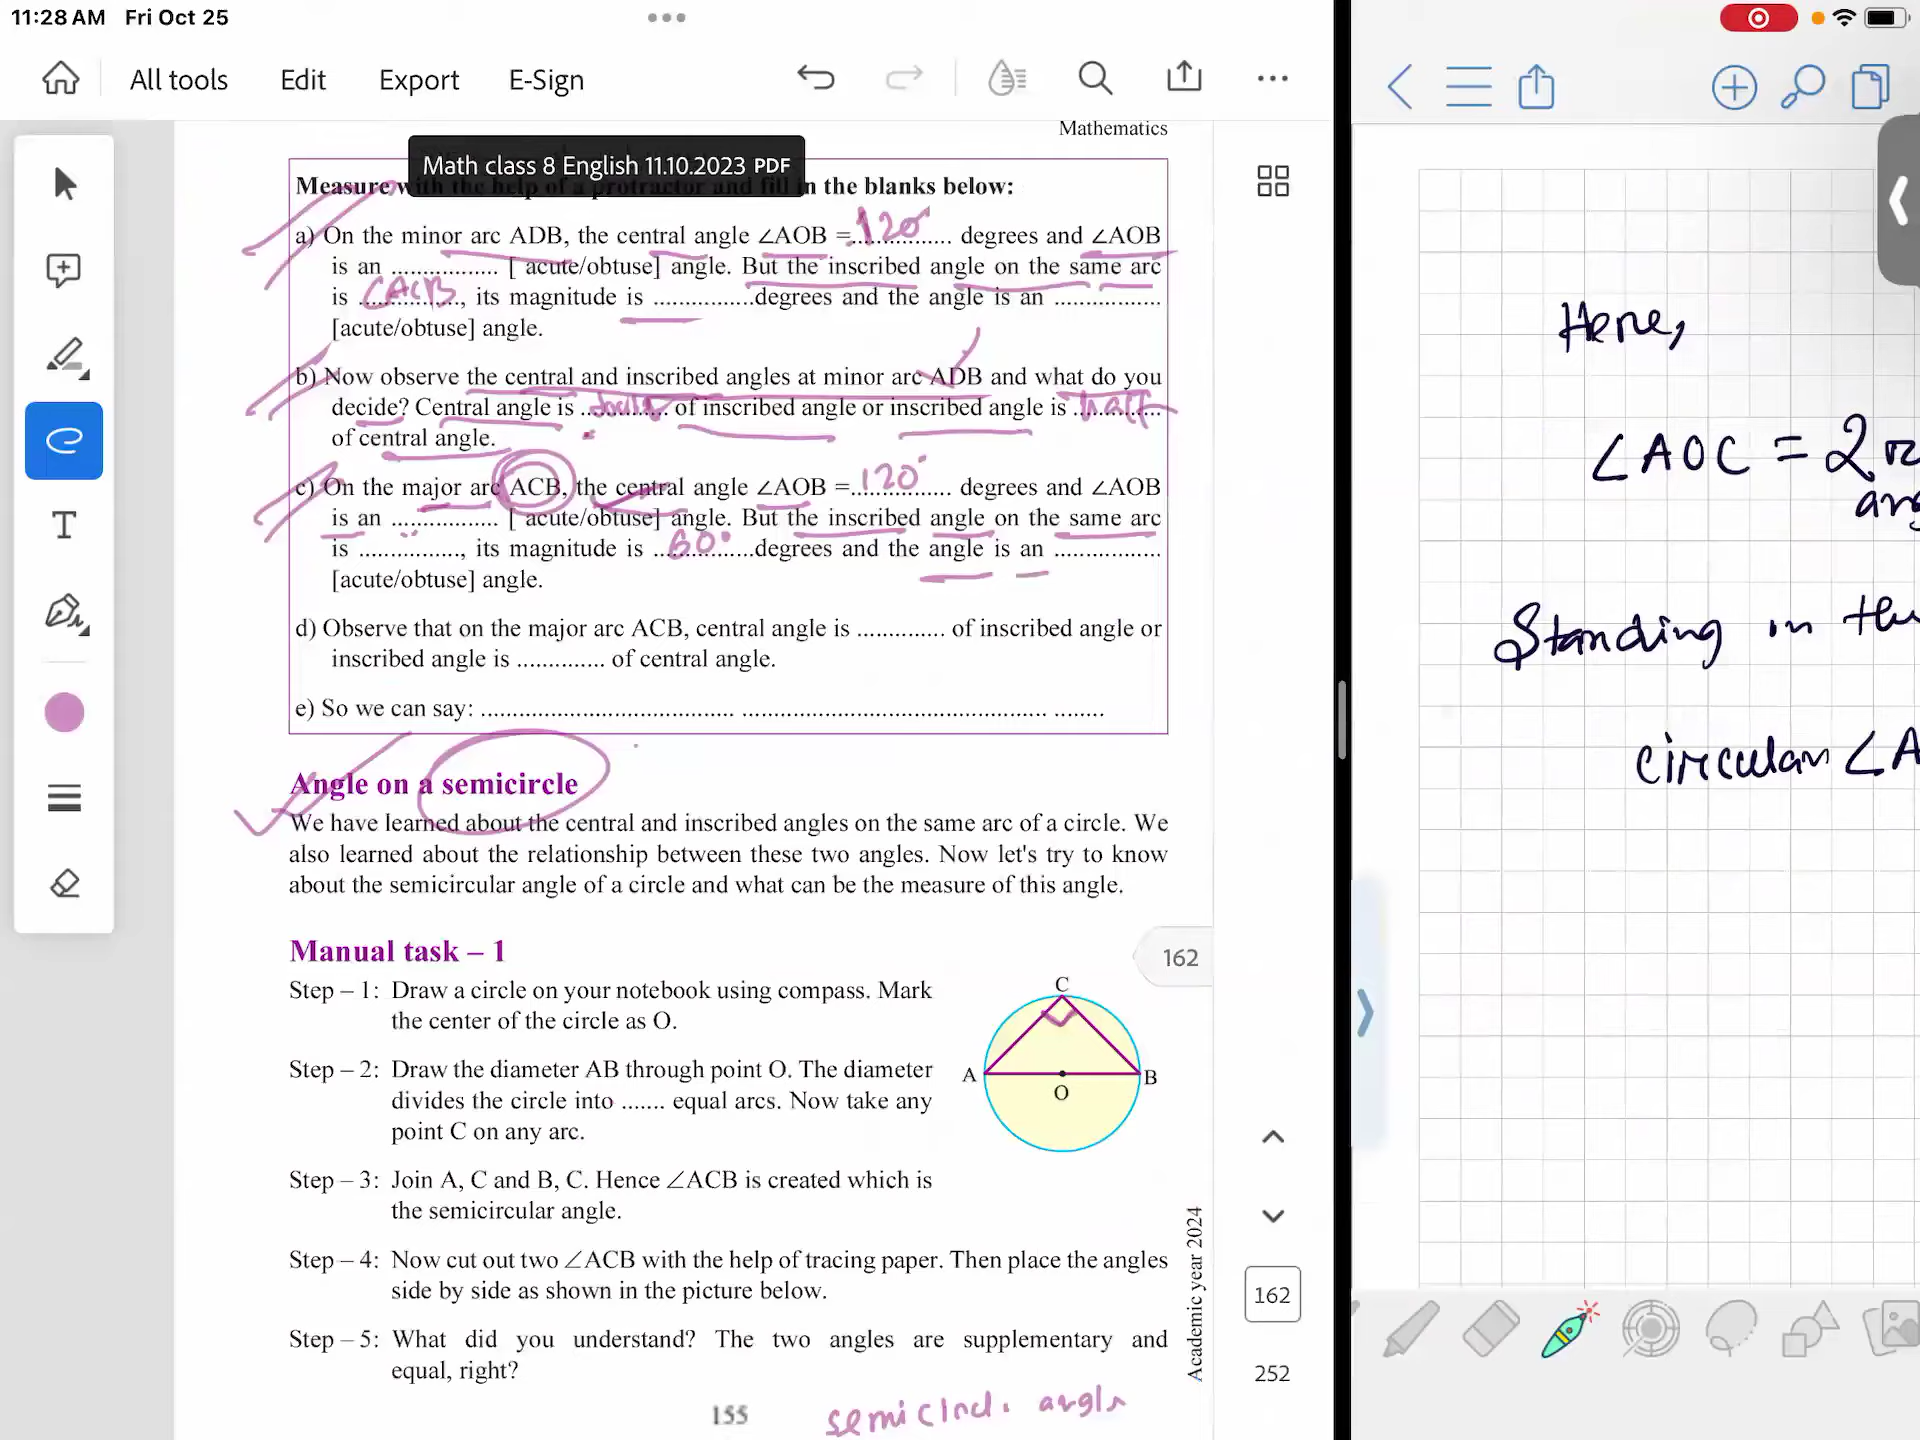 11:28 AM Fri Oct 25
All tools Edit Export E-Sign
Mathematics
Math class 8 English 11.10.2023 PDF
Measure with the help of a protractor and fill in the blanks below:
a) On the minor arc ADB, the central angle ∠AOB =120° degrees and ∠AOB
is an ................. [ acute/obtuse] angle. But the inscribed angle on the same arc
is ∠ACB, its magnitude is ................degrees and the angle is an .................
[acute/obtuse] angle.
b) Now observe the central and inscribed angles at minor arc ADB and what do you
decide? Central angle is .............. of inscribed angle or inscribed angle is half
of central angle.
c) On the major arc ACB, the central angle ∠AOB =120° degrees and ∠AOB
is an ................. [ acute/obtuse] angle. But the inscribed angle on the same arc
is ................, its magnitude is 60° degrees and the angle is an .................
[acute/obtuse] angle.
d) Observe that on the major arc ACB, central angle is .............. of inscribed angle or
inscribed angle is .............. of central angle.
e) So we can say: ........................................ ................................................ ........
Angle on a semicircle
We have learned about the central and inscribed angles on the same arc of a circle. We
also learned about the relationship between these two angles. Now let's try to know
about the semicircular angle of a circle and what can be the measure of this angle.
Manual task – 1
162
Step – 1: Draw a circle on your notebook using compass. Mark
the center of the circle as O.
Step – 2: Draw the diameter AB through point O. The diameter
divides the circle into ....... equal arcs. Now take any
point C on any arc.
C
A B
O
Step – 3: Join A, C and B, C. Hence ∠ACB is created which is
the semicircular angle.
Step – 4: Now cut out two ∠ACB with the help of tracing paper. Then place the angles
side by side as shown in the picture below.
Step – 5: What did you understand? The two angles are supplementary and
equal, right?
155
Academic year 2024
162
252
Here,
∠AOC = 2
Standing in the
circular ∠A